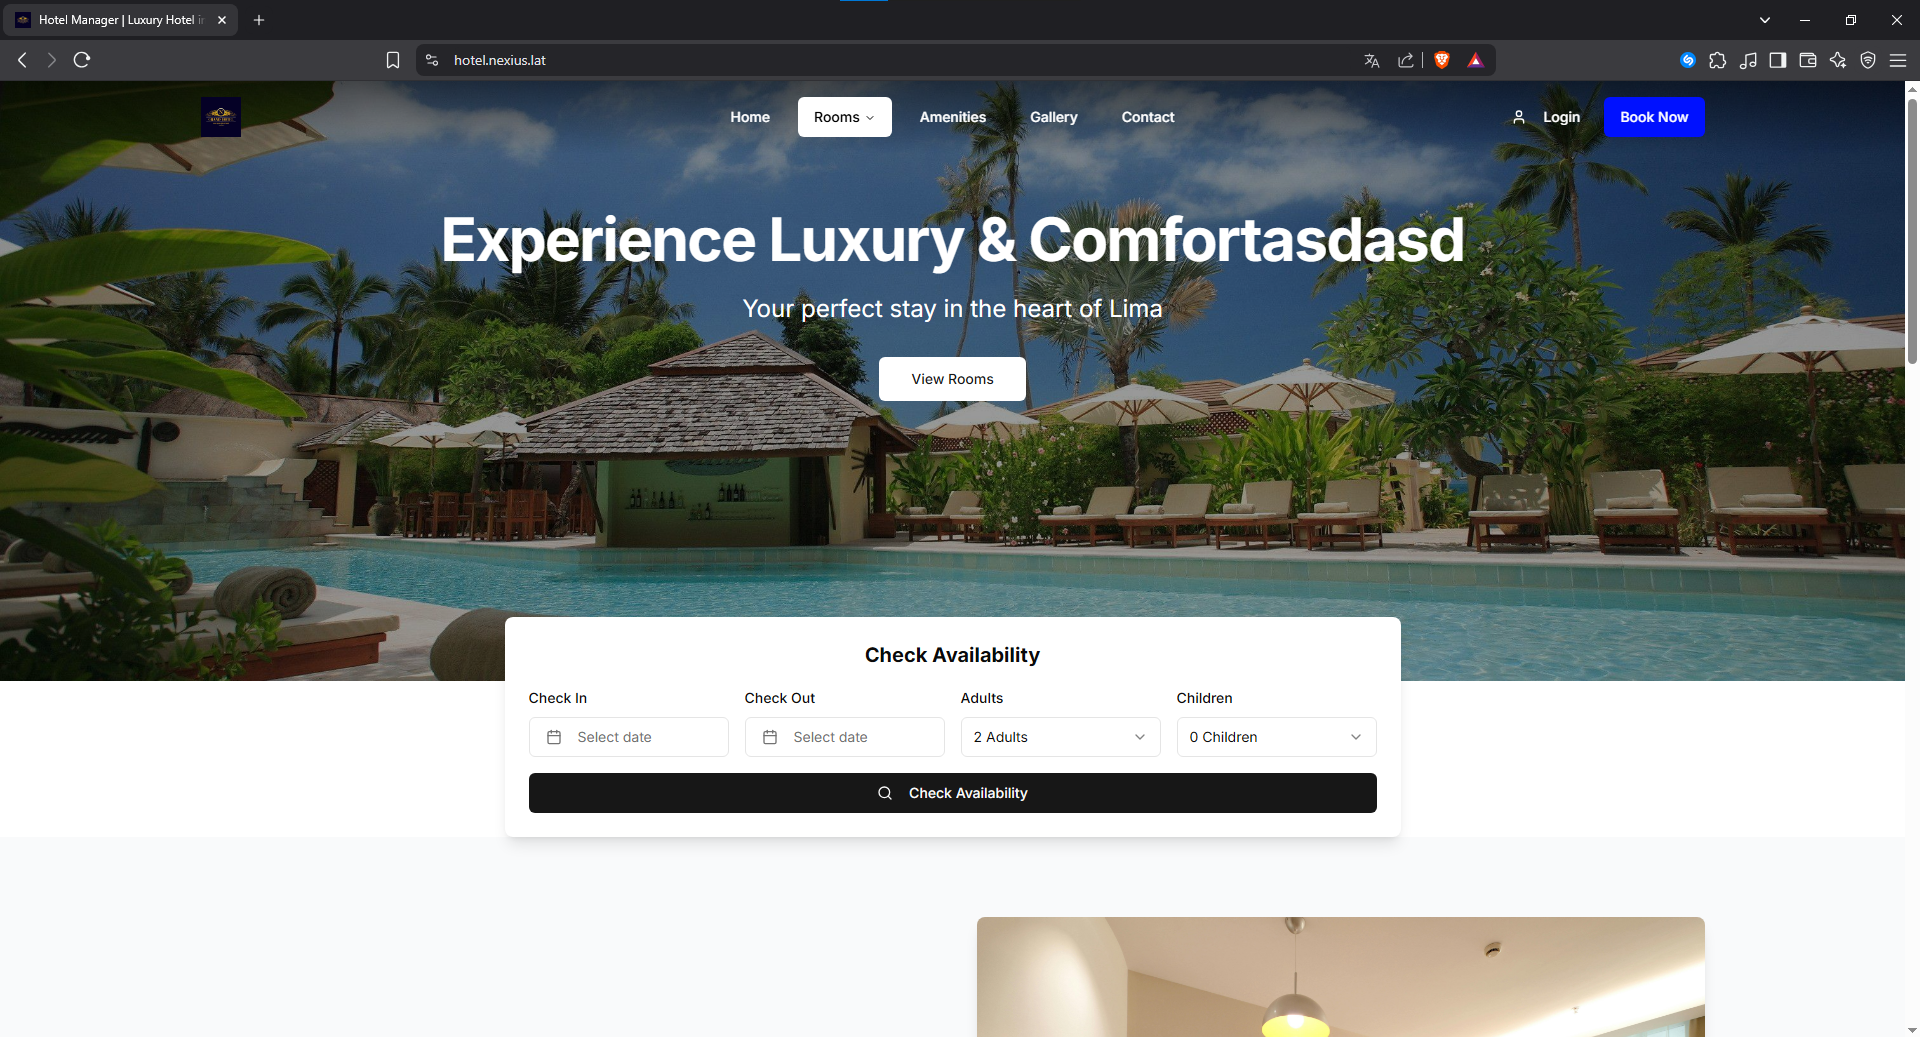 Hotel Manager | Luxury Hotel i
hotel.nexius.lat
Home Rooms Amenities Gallery Contact Login Book Now
Experience Luxury & Comfortasdasd
Your perfect stay in the heart of Lima
View Rooms
Check Availability
Check In Check Out Adults Children
Select date Select date 2 Adults 0 Children
Check Availability